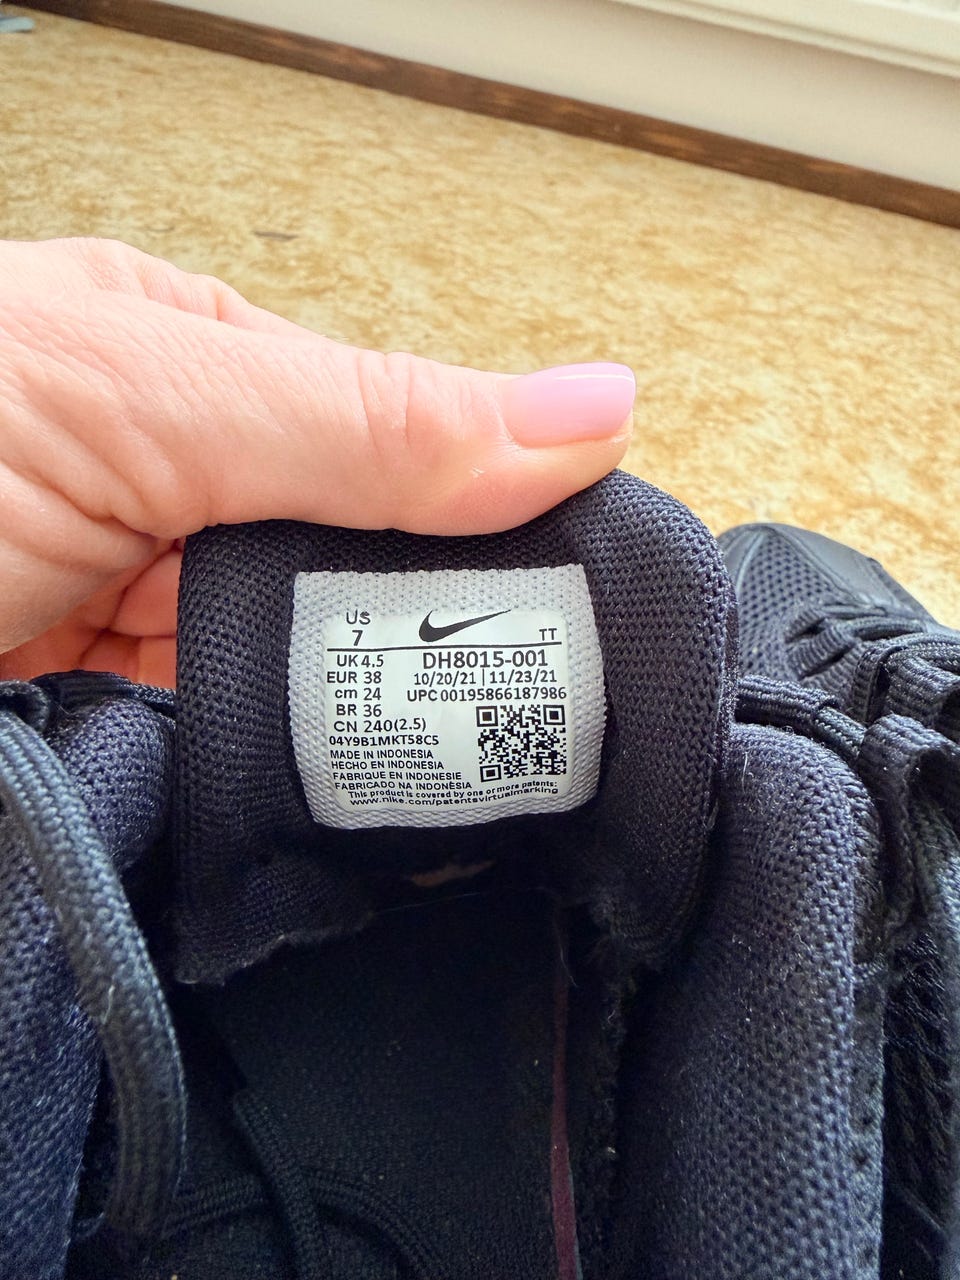 US
7
TT
UK 4.5
DH8015-001
EUR 38
10/20/21 | 11/23/21
cm 24
UPC 00195866187986
BR 36
CN 240(2.5)
04Y9B1MKT58C5
MADE IN INDONESIA
HECHO EN INDONESIA
FABRIQUE EN INDONESIE
FABRICADO NA INDONESIA
This product is covered by one or more patents:
www.nike.com/patentsvirtualmarking